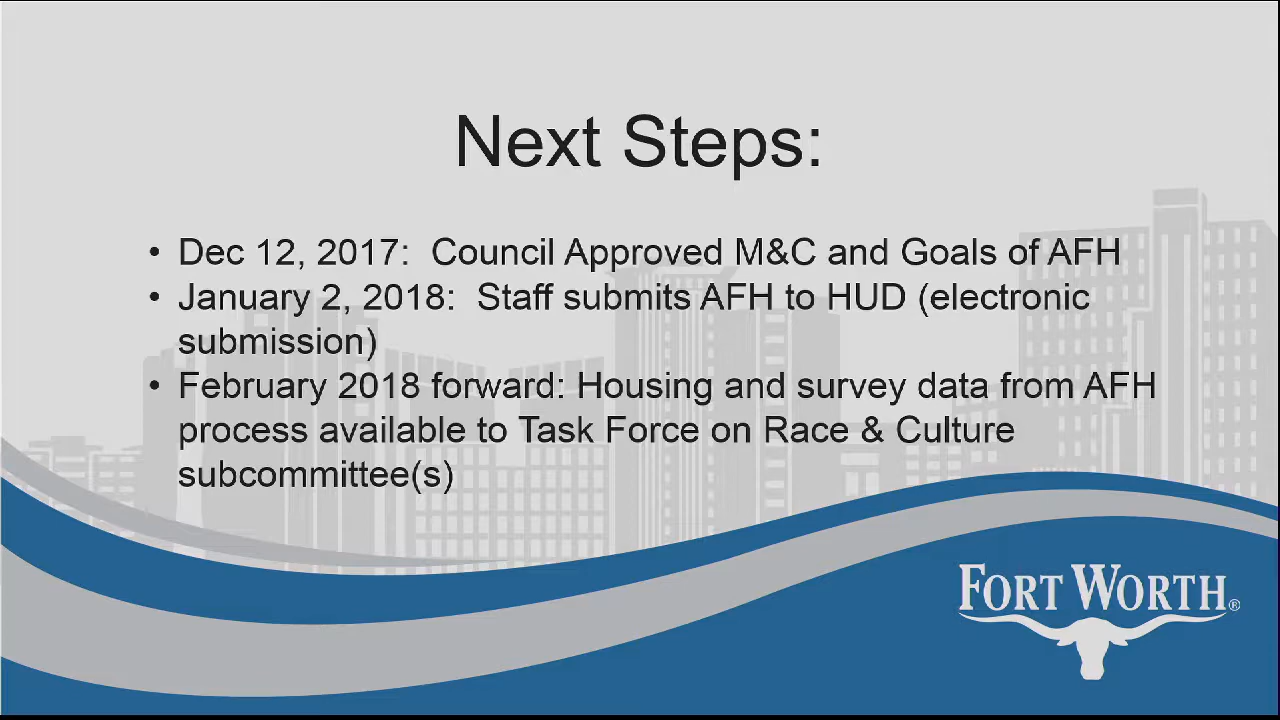 Next Steps:
• Dec 12, 2017:  Council Approved M&C and Goals of AFH
• January 2, 2018:  Staff submits AFH to HUD (electronic
submission)
• February 2018 forward: Housing and survey data from AFH
process available to Task Force on Race & Culture
subcommittee(s)
FORT WORTH®